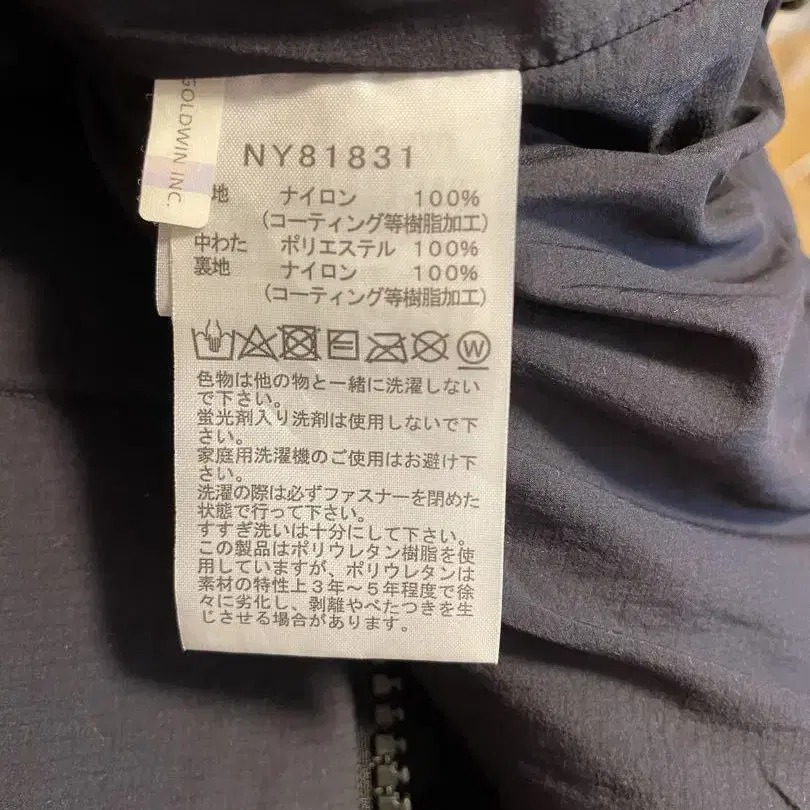 GOLDWIN INC.
NY81831
地 ナイロン 100%
(コーティング等樹脂加工)
中わた ポリエステル 100%
裏地 ナイロン 100%
(コーティング等樹脂加工)
W
色物は他の物と一緒に洗濯しない
で下さい。
蛍光剤入り洗剤は使用しないで下
さい。
家庭用洗濯機のご使用はお避け下
さい。
洗濯の際は必ずファスナーを閉めた
状態で行って下さい。
すすぎ洗いは十分にして下さい。
この製品はポリウレタン樹脂を使
用していますが、ポリウレタンは
素材の特性上3年～5年程度で徐
々に劣化し、剥離やべたつきを生
じさせる場合があります。